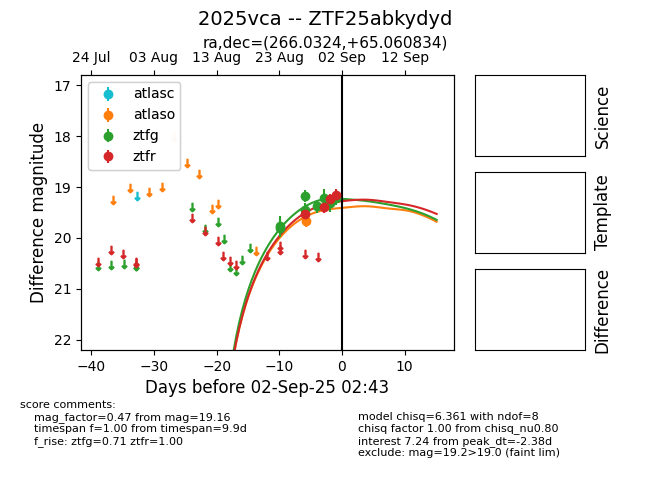 2025vca -- ZTF25abkydyd
ra,dec=(266.0324,+65.060834)
24 Jul 03 Aug 13 Aug 23 Aug 02 Sep 12 Sep
17
18
19
20
21
22
Difference magnitude
atlasc
atlaso
ztfg
ztfr
−40 −30 −20 −10 0 10
Days before 02-Sep-25 02:43
Science
Template
Difference
score comments:
mag_factor=0.47 from mag=19.16
timespan f=1.00 from timespan=9.9d
f_rise: ztfg=0.71 ztfr=1.00
model chisq=6.361 with ndof=8
chisq factor 1.00 from chisq_nu0.80
interest 7.24 from peak_dt=-2.38d
exclude: mag=19.2>19.0 (faint lim)